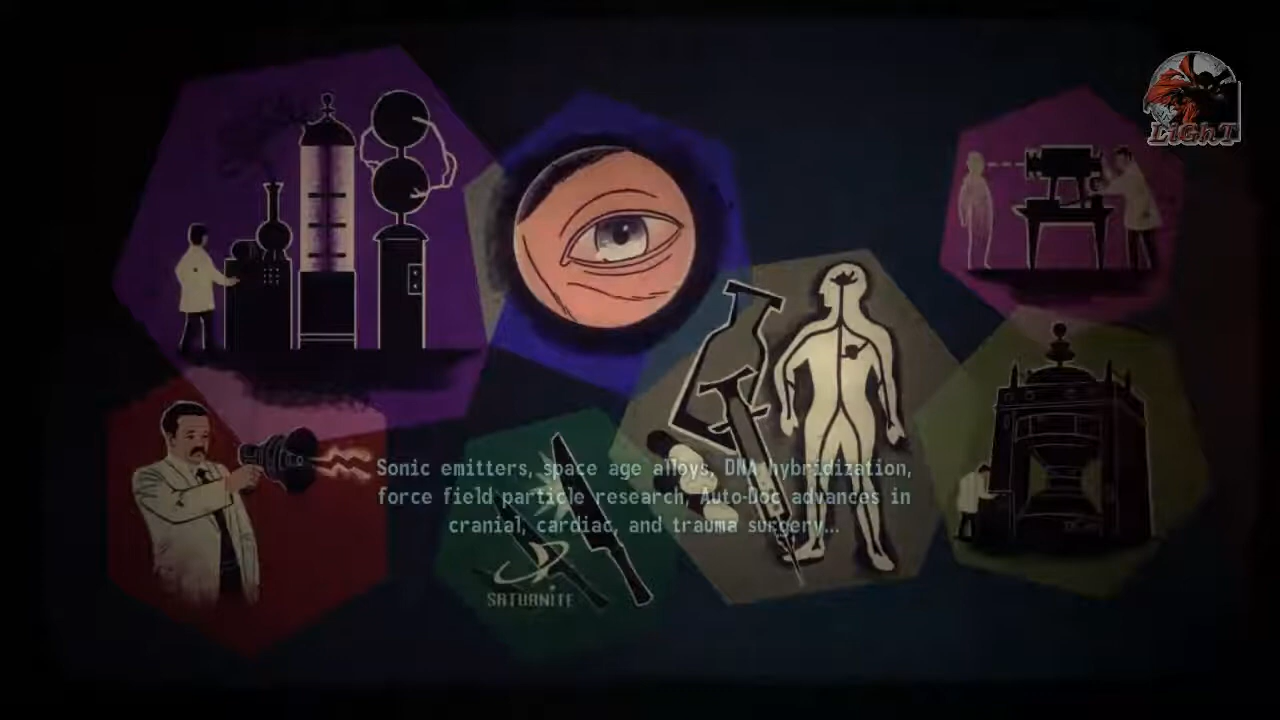 LiGhT
Sonic emitters, space age alloys, DNA hybridization,
force field particle research, Auto-Doc advances in
cranial, cardiac, and trauma surgery...
SATURNITE